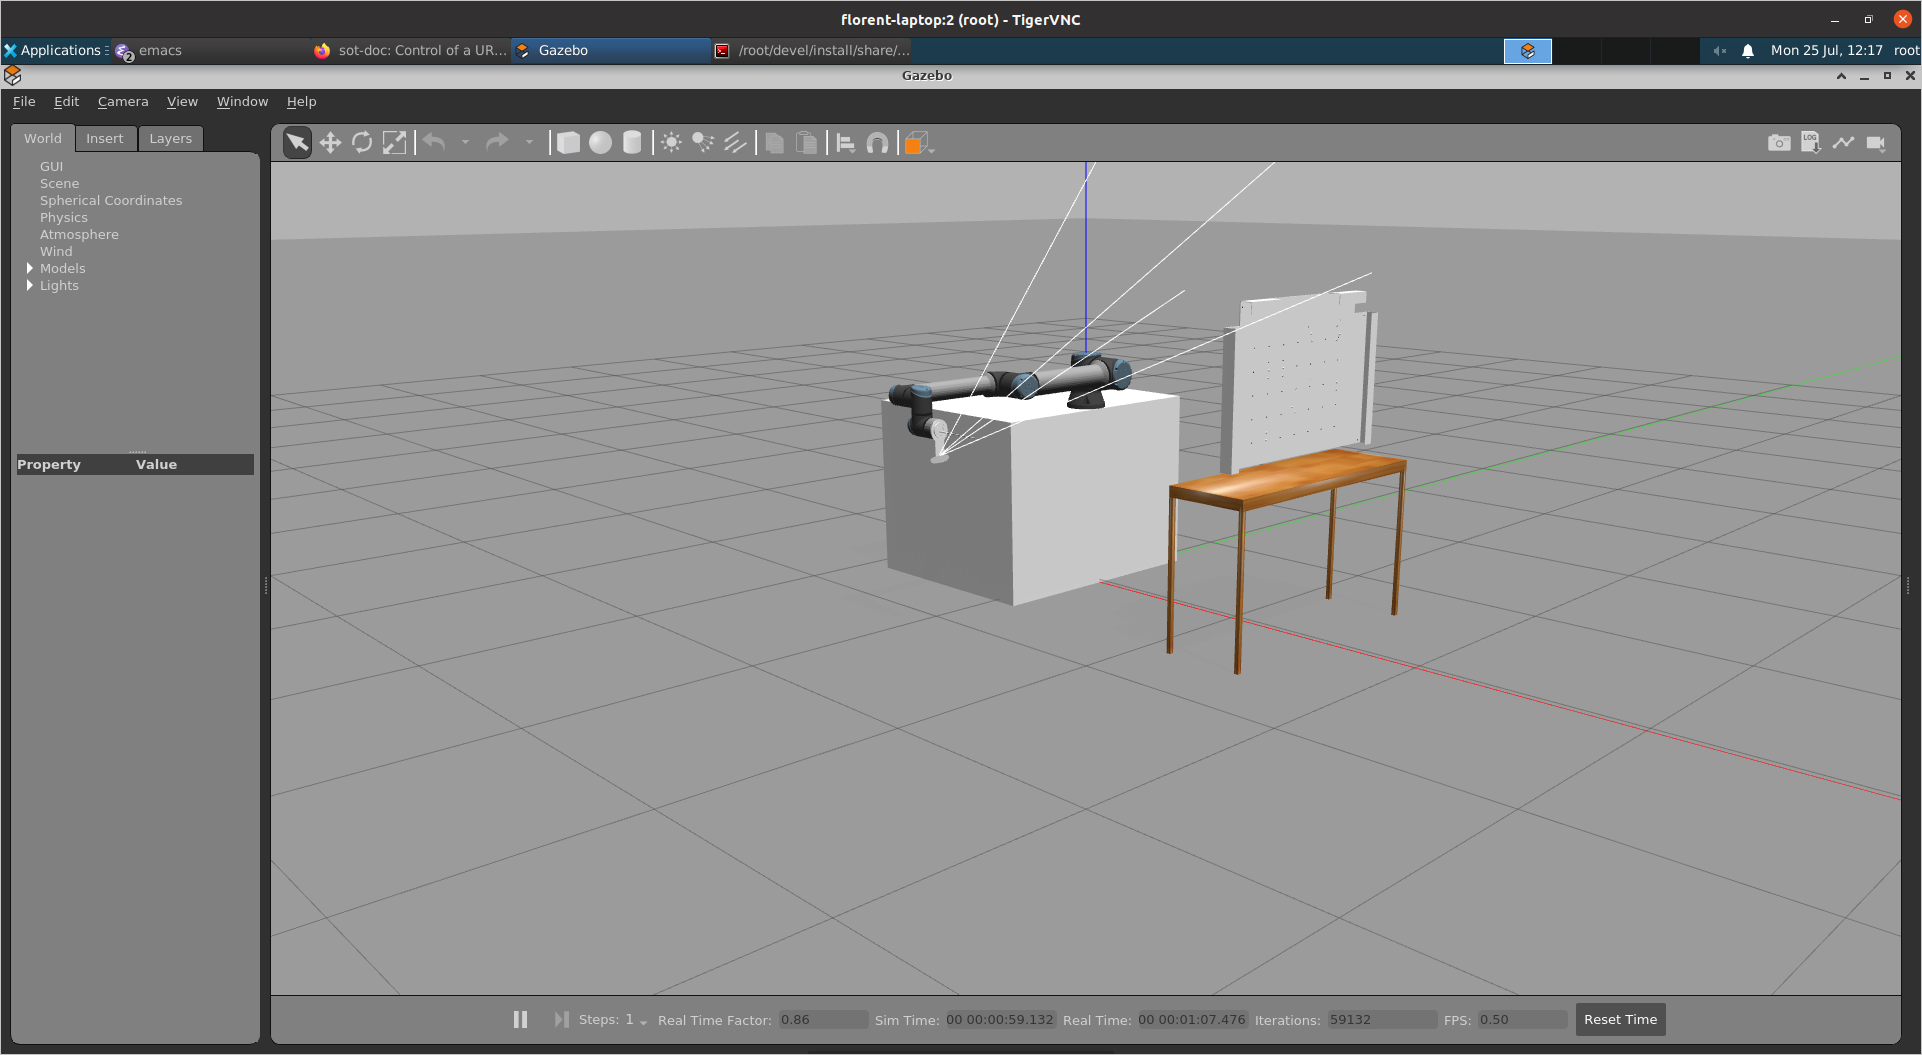 florent-laptop:2 (root) - TigerVNC
Applications 2 emacs sot-doc: Control of a UR... Gazebo /root/devel/install/share/... Mon 25 Jul, 12:17 root
Gazebo
File Edit Camera View Window Help
World Insert Layers
LOG
GUI
Scene
Spherical Coordinates
Physics
Atmosphere
Wind
Models
Lights
Property Value
Steps: 1 Real Time Factor: 0.86 Sim Time: 00 00:00:59.132 Real Time: 00 00:01:07.476 Iterations: 59132 FPS: 0.50 Reset Time